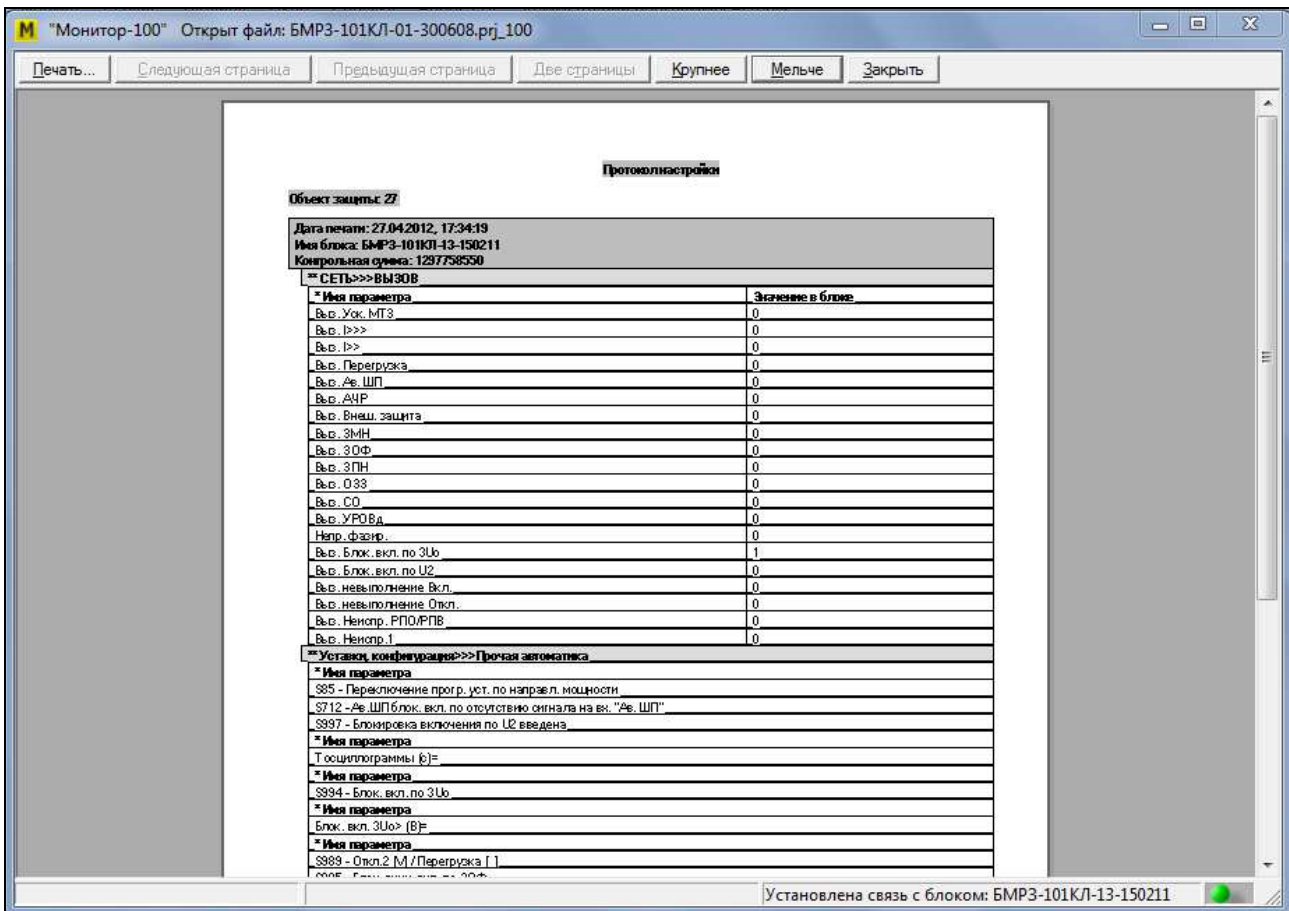 "Монитор-100" Открыт файл: БМРЗ-101КЛ-01-300608.prj_100
Печать... Следующая страница Предыдущая страница Две страницы Крупнее Мельче Закрыть
Протокол настройки
Объект защиты: 27
Дата печати: 27.04.2012, 17:34:19
Имя блока: БМРЗ-101КЛ-13-150211
Контрольная сумма: 1297758550
** СЕТЬ>>>ВЫЗОВ
* Имя параметра Значение в блоке
Выз. Уск. МТЗ 0
Выз. I>>> 0
Выз. I>> 0
Выз. Перегрузка 0
Выз. Ав. ШП 0
Выз. АЧР 0
Выз. Внеш. защита 0
Выз. ЗМН 0
Выз. ЗОФ 0
Выз. ЗПН 0
Выз. ОЗЗ 0
Выз. СО 0
Выз. УРОВд 0
Непр. фазир. 0
Выз. Блок. вкл. по 3Uo 1
Выз. Блок. вкл. по U2 0
Выз. невыполнение Вкл. 0
Выз. невыполнение Откл. 0
Выз. Неиспр. РПО/РПВ 0
Выз. Неиспр.1 0
** Уставки, конфигурация>>>Прочая автоматика
* Имя параметра
S85 - Переключение прогр. уст. по направл. мощности
S712 - Ав.ШП блок. вкл. по отсутствию сигнала на вх. "Ав. ШП"
S997 - Блокировка включения по U2 введена
* Имя параметра
Т осциллограммы (с)=
* Имя параметра
S994 - Блок. вкл. по 3Uo
* Имя параметра
Блок. вкл. 3Uo> (В)=
* Имя параметра
S989 - Откл.2 [V] / Перегрузка [ ]
Установлена связь с блоком: БМРЗ-101КЛ-13-150211